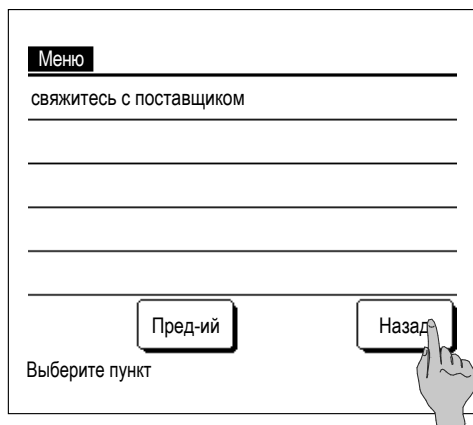 Меню
свяжитесь с поставщиком
Пред-ий Назад
Выберите пункт